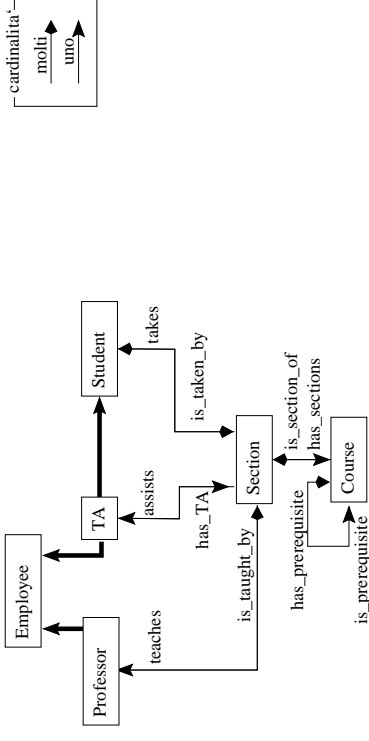 Employee
Professor
TA
Student
teaches
assists
takes
has_TA
is_taken_by
is_taught_by
Section
is_section_of
has_sections
has_prerequisite
Course
is_prerequisite
cardinalita‘
molti
uno